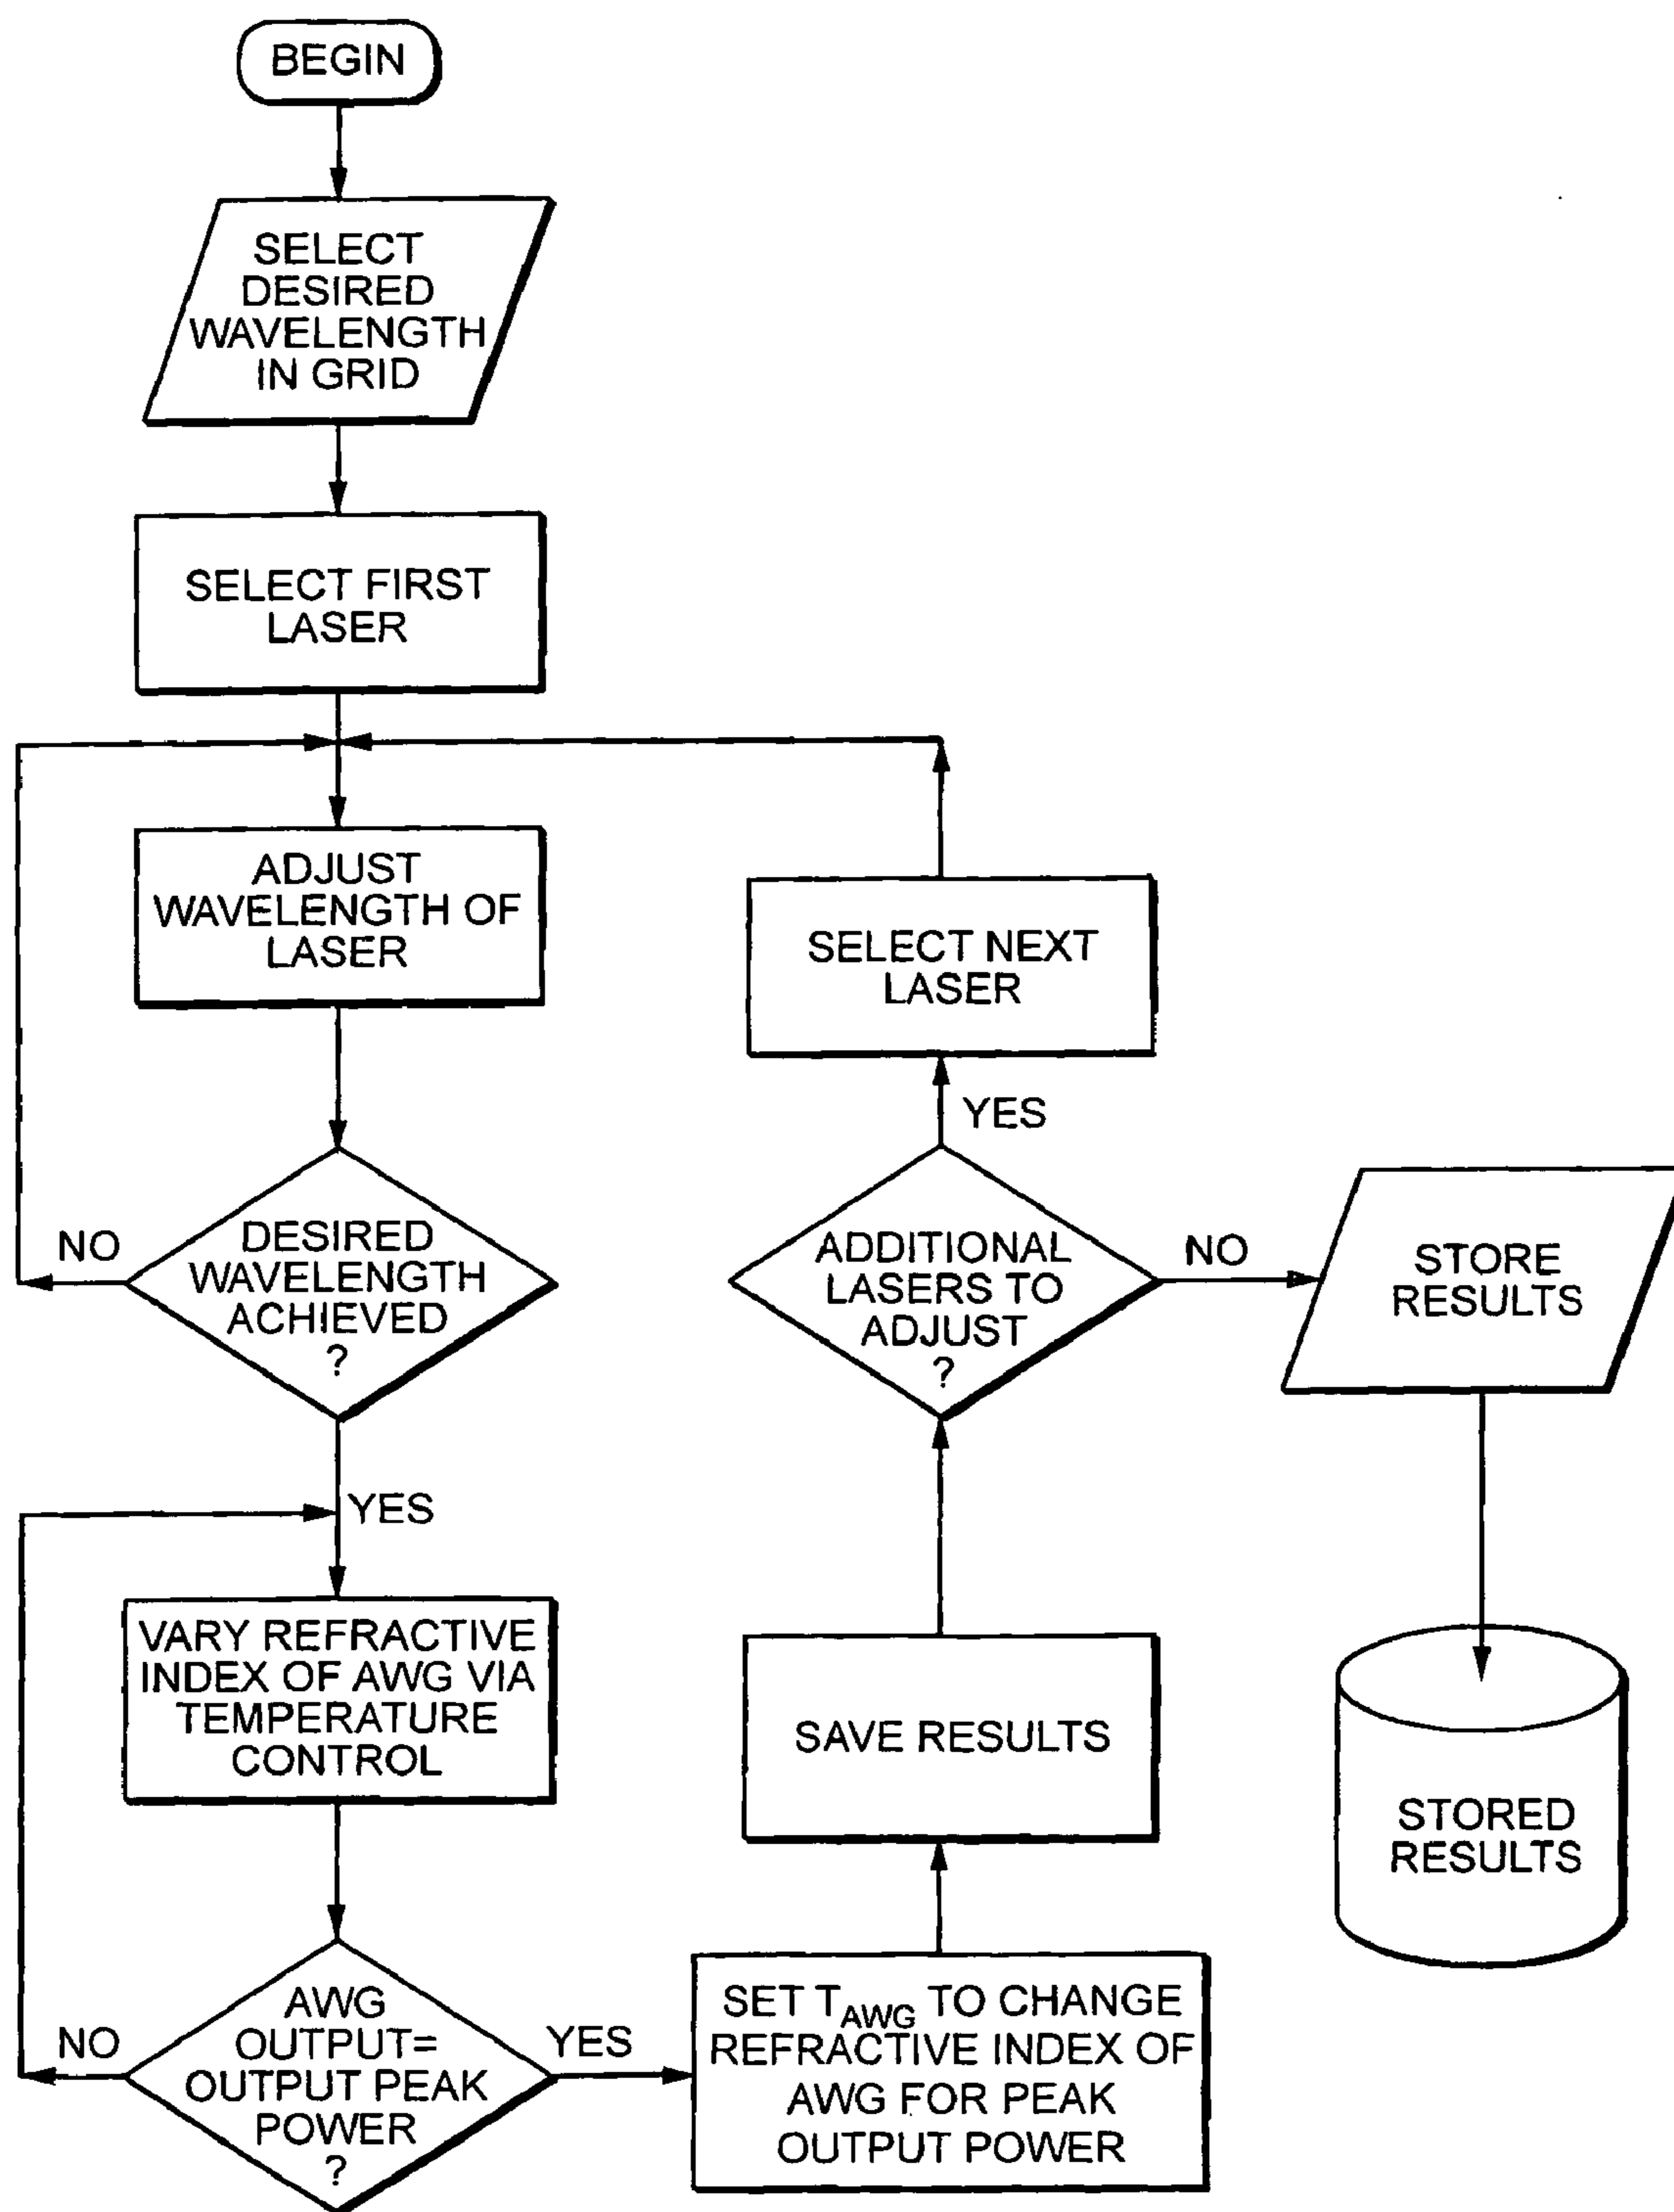 BEGIN
SELECT
DESIRED
WAVELENGTH
IN GRID
SELECT FIRST
LASER
ADJUST
WAVELENGTH OF
LASER
DESIRED
WAVELENGTH
ACHIEVED
?
NO
YES
VARY REFRACTIVE
INDEX OF AWG VIA
TEMPERATURE
CONTROL
AWG
OUTPUT=
OUTPUT PEAK
POWER
?
NO
YES
SET TAWG TO CHANGE
REFRACTIVE INDEX OF
AWG FOR PEAK
OUTPUT POWER
SAVE RESULTS
ADDITIONAL
LASERS TO
ADJUST
?
YES
SELECT NEXT
LASER
NO
STORE
RESULTS
STORED
RESULTS